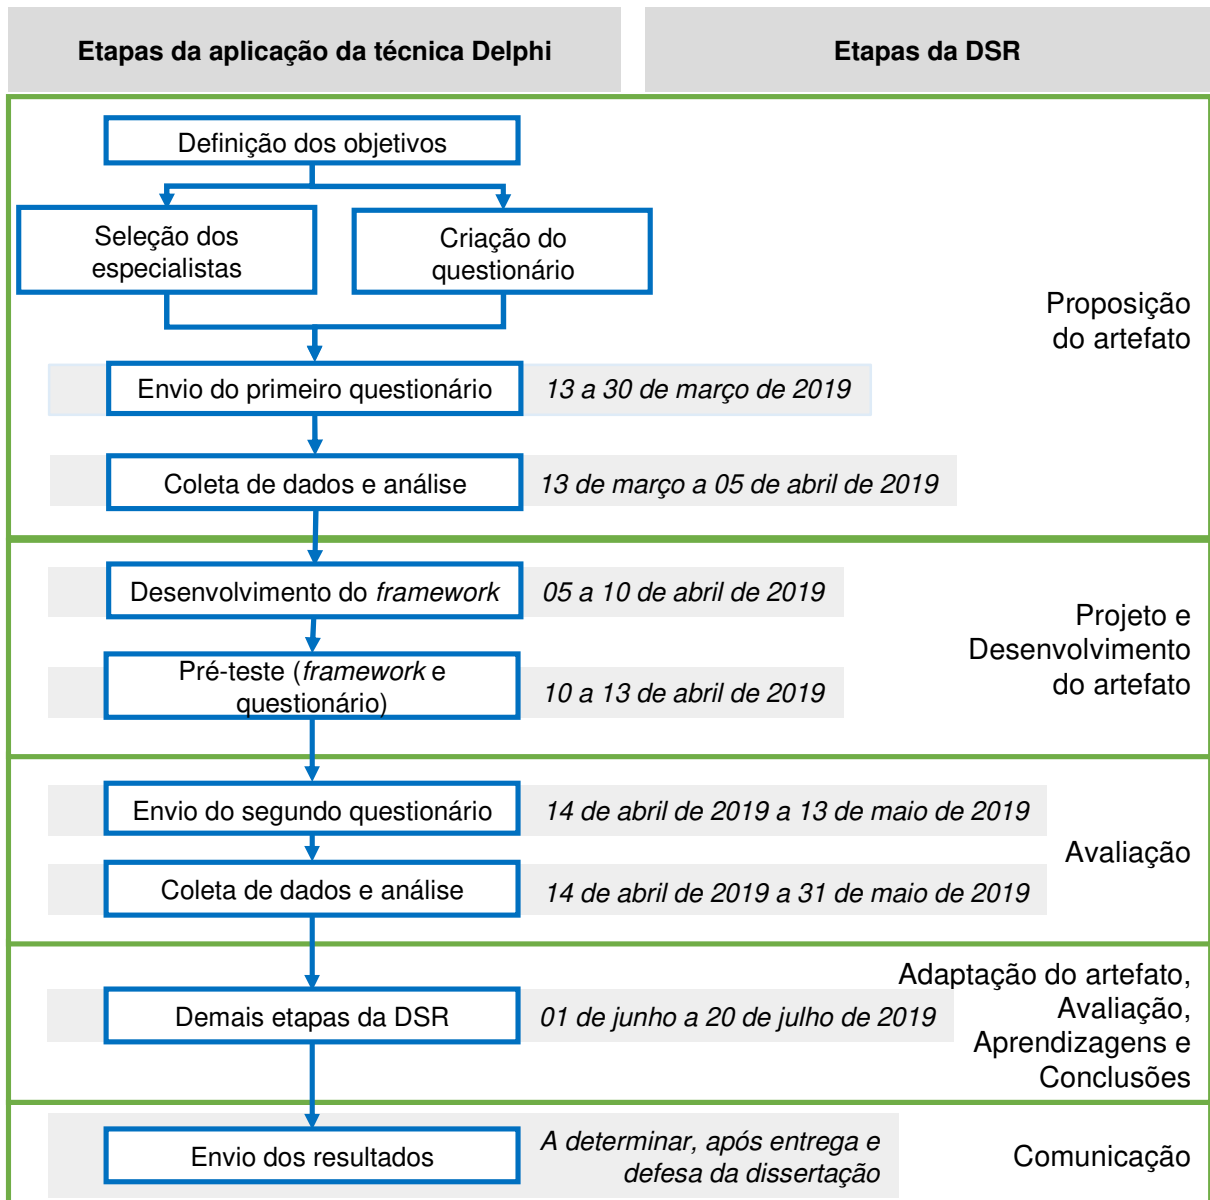 Etapas da aplicação da técnica Delphi
Etapas da DSR
Definição dos objetivos
Seleção dos
especialistas
Criação do
questionário
Proposição
do artefato
Envio do primeiro questionário
13 a 30 de março de 2019
Coleta de dados e análise
13 de março a 05 de abril de 2019
Desenvolvimento do framework
05 a 10 de abril de 2019
Projeto e
Desenvolvimento
do artefato
Pré-teste (framework e
questionário)
10 a 13 de abril de 2019
Envio do segundo questionário
14 de abril de 2019 a 13 de maio de 2019
Avaliação
Coleta de dados e análise
14 de abril de 2019 a 31 de maio de 2019
Adaptação do artefato,
Avaliação,
Aprendizagens e
Conclusões
Demais etapas da DSR
01 de junho a 20 de julho de 2019
Envio dos resultados
A determinar, após entrega e
defesa da dissertação
Comunicação